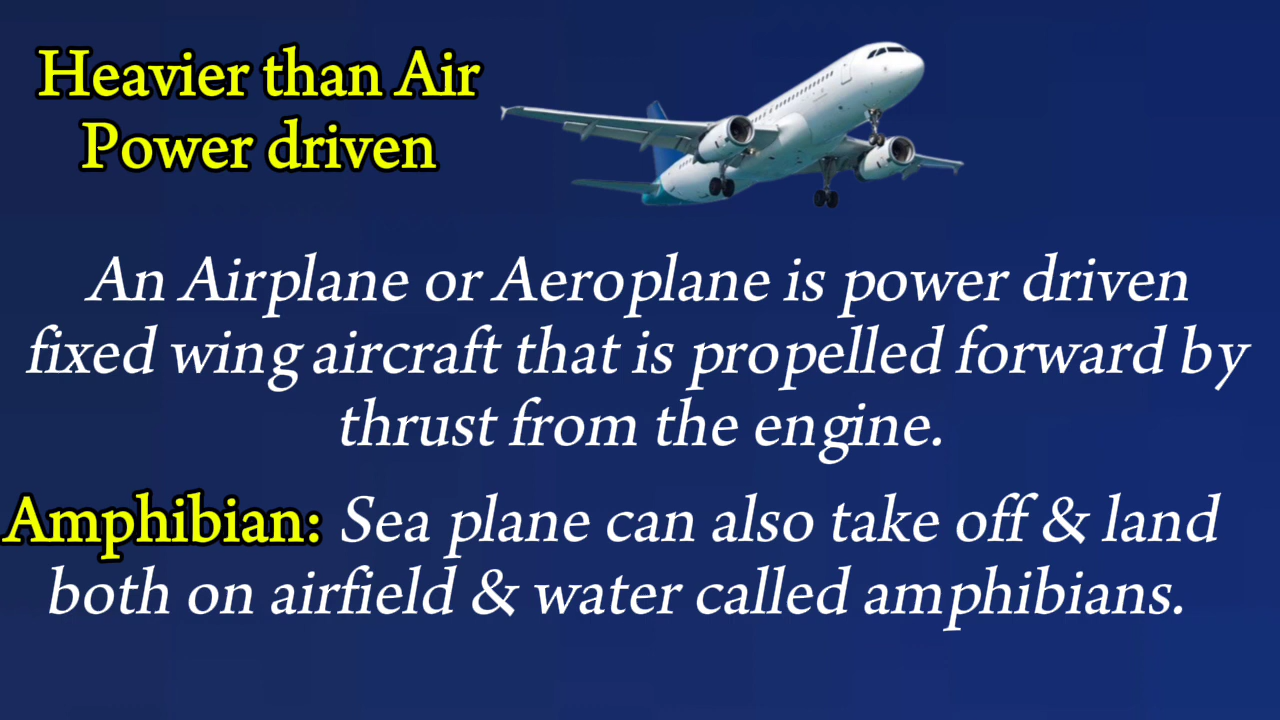 Heavier than Air
Power driven
An Airplane or Aeroplane is power driven
fixed wing aircraft that is propelled forward by
thrust from the engine.
Amphibian: Sea plane can also take off & land
both on airfield & water called amphibians.